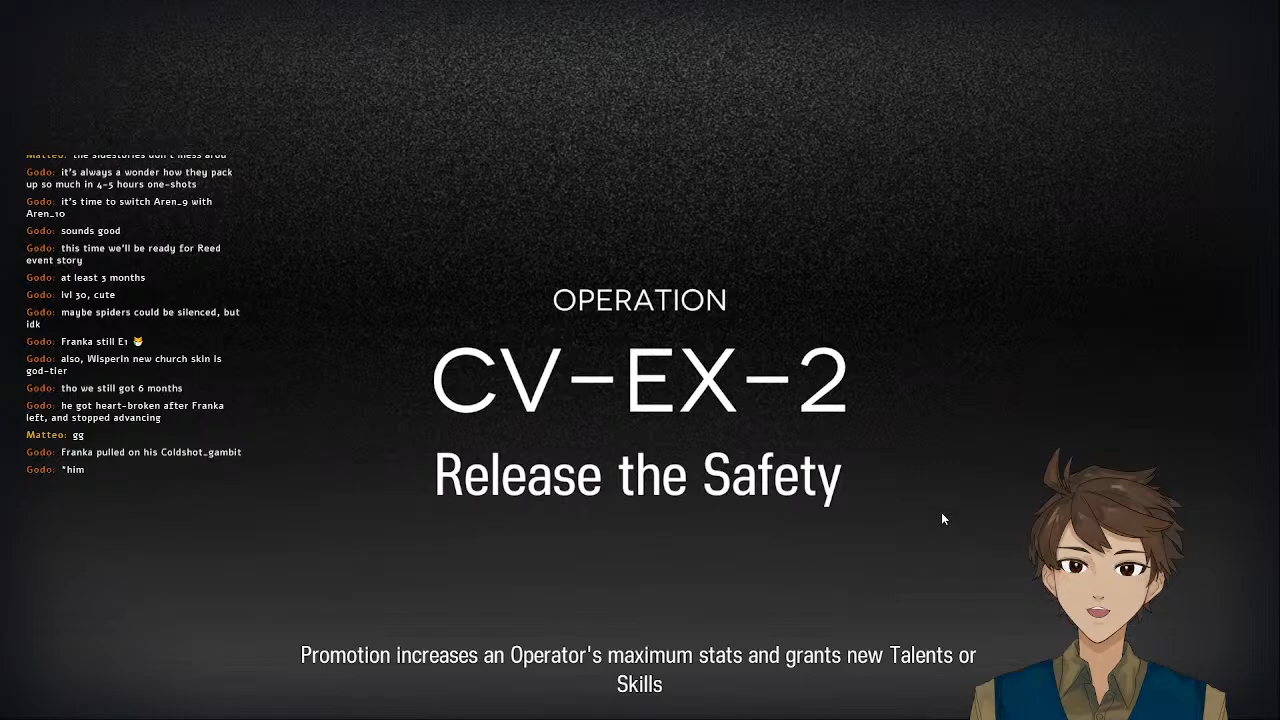 Matteo: the sidestories don't mess arou
Godo: it's always a wonder how they pack
up so much in 4-5 hours one-shots
Godo: it's time to switch Aren_9 with
Aren_10
Godo: sounds good
Godo: this time we'll be ready for Reed
event story
Godo: at least 3 months
Godo: lvl 30, cute
Godo: maybe spiders could be silenced, but
idk
Godo: Franka still E1
Godo: also, Wisperin new church skin is
god-tier
Godo: tho we still got 6 months
Godo: he got heart-broken after Franka
left, and stopped advancing
Matteo: gg
Godo: Franka pulled on his Coldshot_gambit
Godo: *him
OPERATION
CV-EX-2
Release the Safety
Promotion increases an Operator's maximum stats and grants new Talents or
Skills